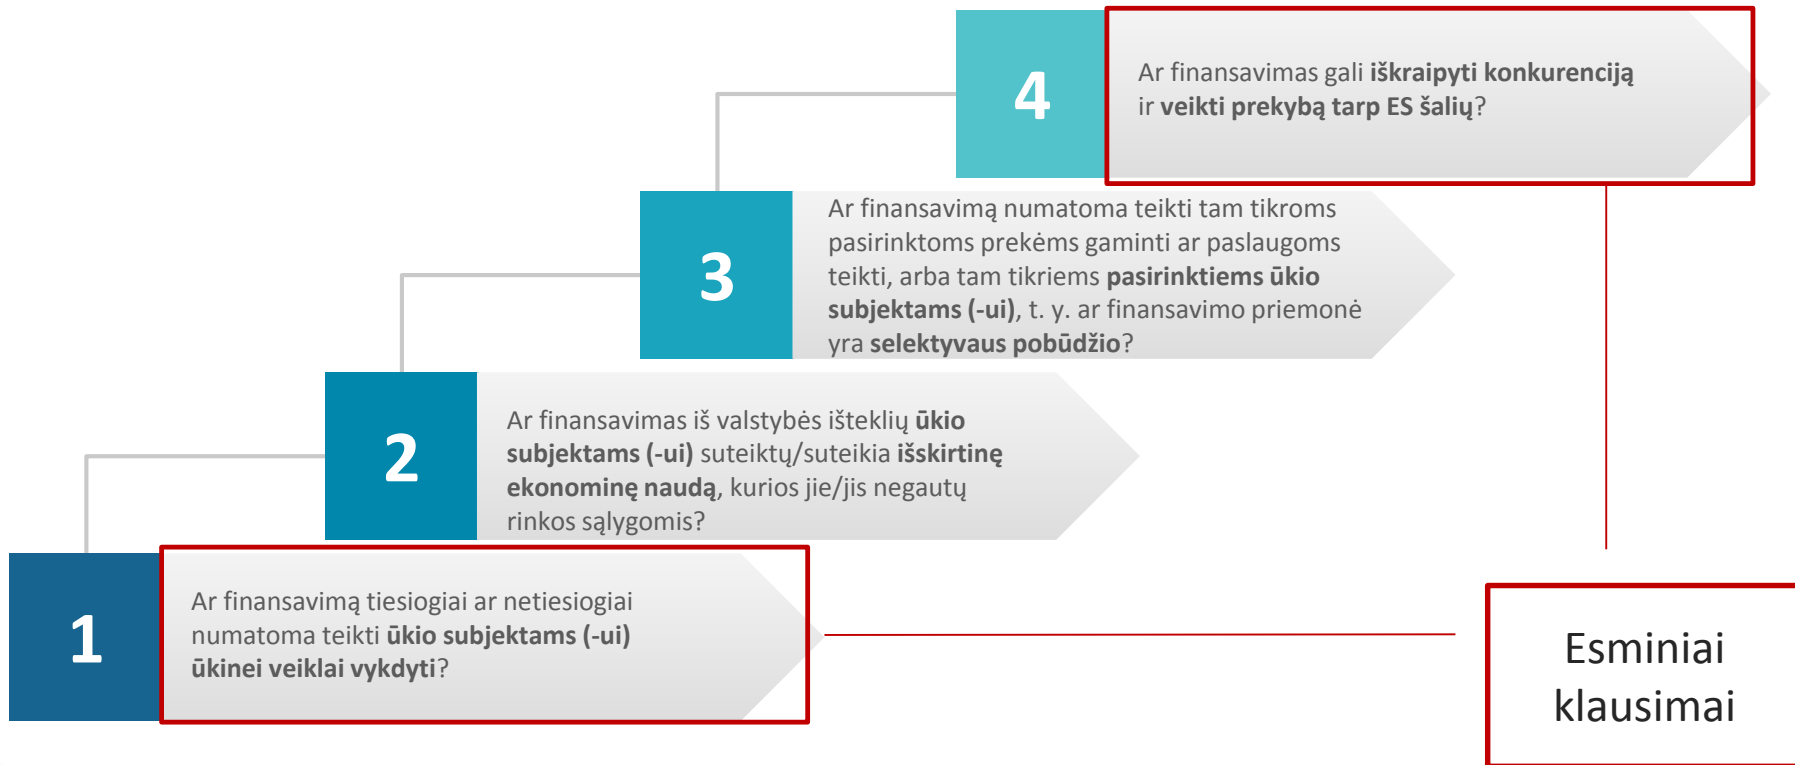 4
Ar finansavimas gali iškraipyti konkurenciją
ir veikti prekybą tarp ES šalių?
3
Ar finansavimą numatoma teikti tam tikroms
pasirinktoms prekėms gaminti ar paslaugoms
teikti, arba tam tikriems pasirinktiems ūkio
subjektams (-ui), t. y. ar finansavimo priemonė
yra selektyvaus pobūdžio?
2
Ar finansavimas iš valstybės išteklių ūkio
subjektams (-ui) suteiktų/suteikia išskirtinę
ekonominę naudą, kurios jie/jis negautų
rinkos sąlygomis?
1
Ar finansavimą tiesiogiai ar netiesiogiai
numatoma teikti ūkio subjektams (-ui)
ūkinei veiklai vykdyti?
Esminiai
klausimai